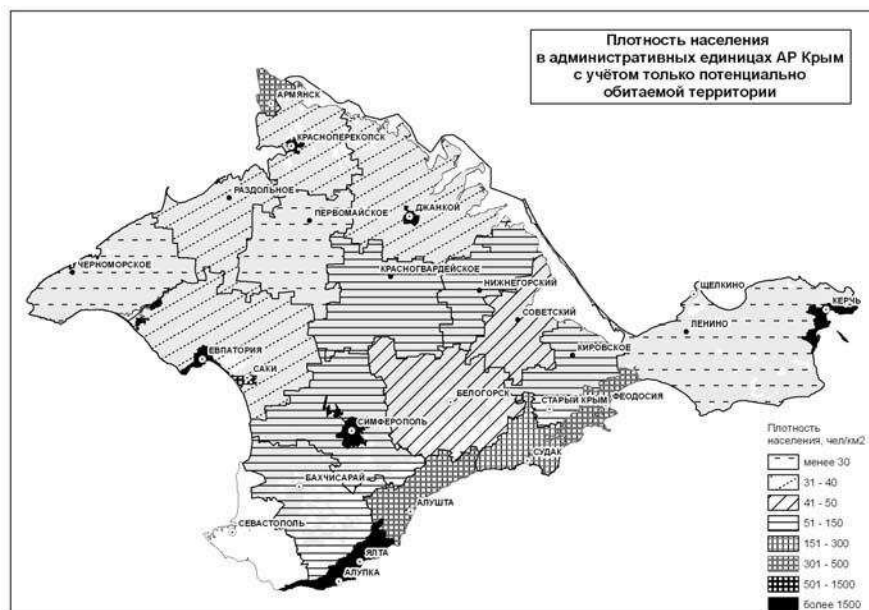 Плотность населения
в административных единицах АР Крым
с учётом только потенциально
обитаемой территории
АРМЯНСК
КРАСНОПЕРЕКОПСК
РАЗДОЛЬНОЕ
ПЕРВОМАЙСКОЕ
ДЖАНКОЙ
ЧЕРНОМОРСКОЕ
КРАСНОГВАРДЕЙСКОЕ
НИЖНЕГОРСКИЙ
ЩЕЛКИНО
КЕРЧЬ
СОВЕТСКИЙ
ЛЕНИНО
ЕВПАТОРИЯ
КИРОВСКОЕ
САКИ
БЕЛОГОРСК
СТАРЫЙ КРЫМ
ФЕОДОСИЯ
СИМФЕРОПОЛЬ
СУДАК
БАХЧИСАРАЙ
АЛУШТА
СЕВАСТОПОЛЬ
ЯЛТА
АЛУПКА
Плотность
населения, чел/км2
менее 30
31 - 40
41 - 50
51 - 150
151 - 300
301 - 500
501 - 1500
более 1500